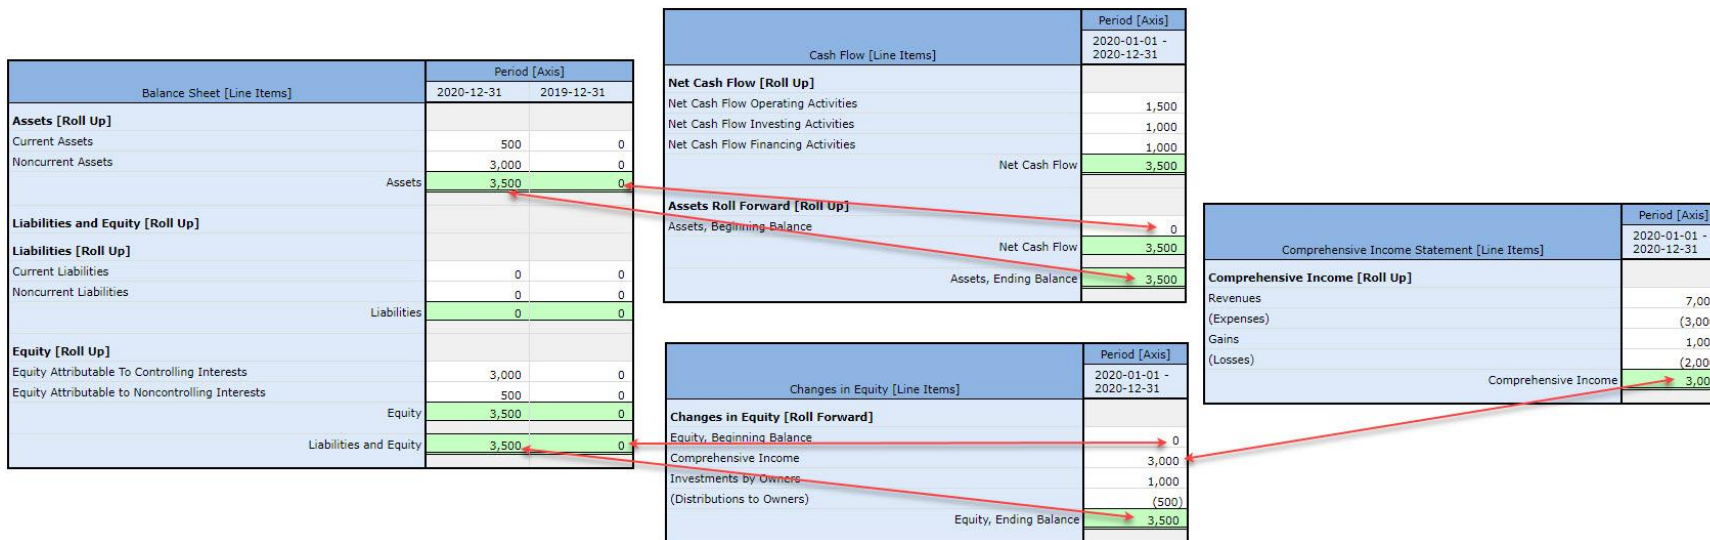 Period [Axis]
Balance Sheet [Line Items] 2020-12-31 2019-12-31
Assets [Roll Up]
Current Assets 500 0
Noncurrent Assets 3,000 0
Assets 3,500 0
Liabilities and Equity [Roll Up]
Liabilities [Roll Up]
Current Liabilities 0 0
Noncurrent Liabilities 0 0
Liabilities 0 0
Equity [Roll Up]
Equity Attributable To Controlling Interests 3,000 0
Equity Attributable to Noncontrolling Interests 500 0
Equity 3,500 0
Liabilities and Equity 3,500 0
Period [Axis]
2020-01-01 -
Cash Flow [Line Items] 2020-12-31
Net Cash Flow [Roll Up]
Net Cash Flow Operating Activities 1,500
Net Cash Flow Investing Activities 1,000
Net Cash Flow Financing Activities 1,000
Net Cash Flow 3,500
Assets Roll Forward [Roll Up]
Assets, Beginning Balance 0
Net Cash Flow 3,500
Assets, Ending Balance 3,500
Period [Axis]
2020-01-01 -
Changes in Equity [Line Items] 2020-12-31
Changes in Equity [Roll Forward]
Equity, Beginning Balance 0
Comprehensive Income 3,000
Investments by Owners 1,000
(Distributions to Owners) (500)
Equity, Ending Balance 3,500
Period [Axis]
2020-01-01 -
Comprehensive Income Statement [Line Items] 2020-12-31
Comprehensive Income [Roll Up]
Revenues 7,00
(Expenses) (3,00
Gains 1,00
(Losses) (2,00
Comprehensive Income 3,00